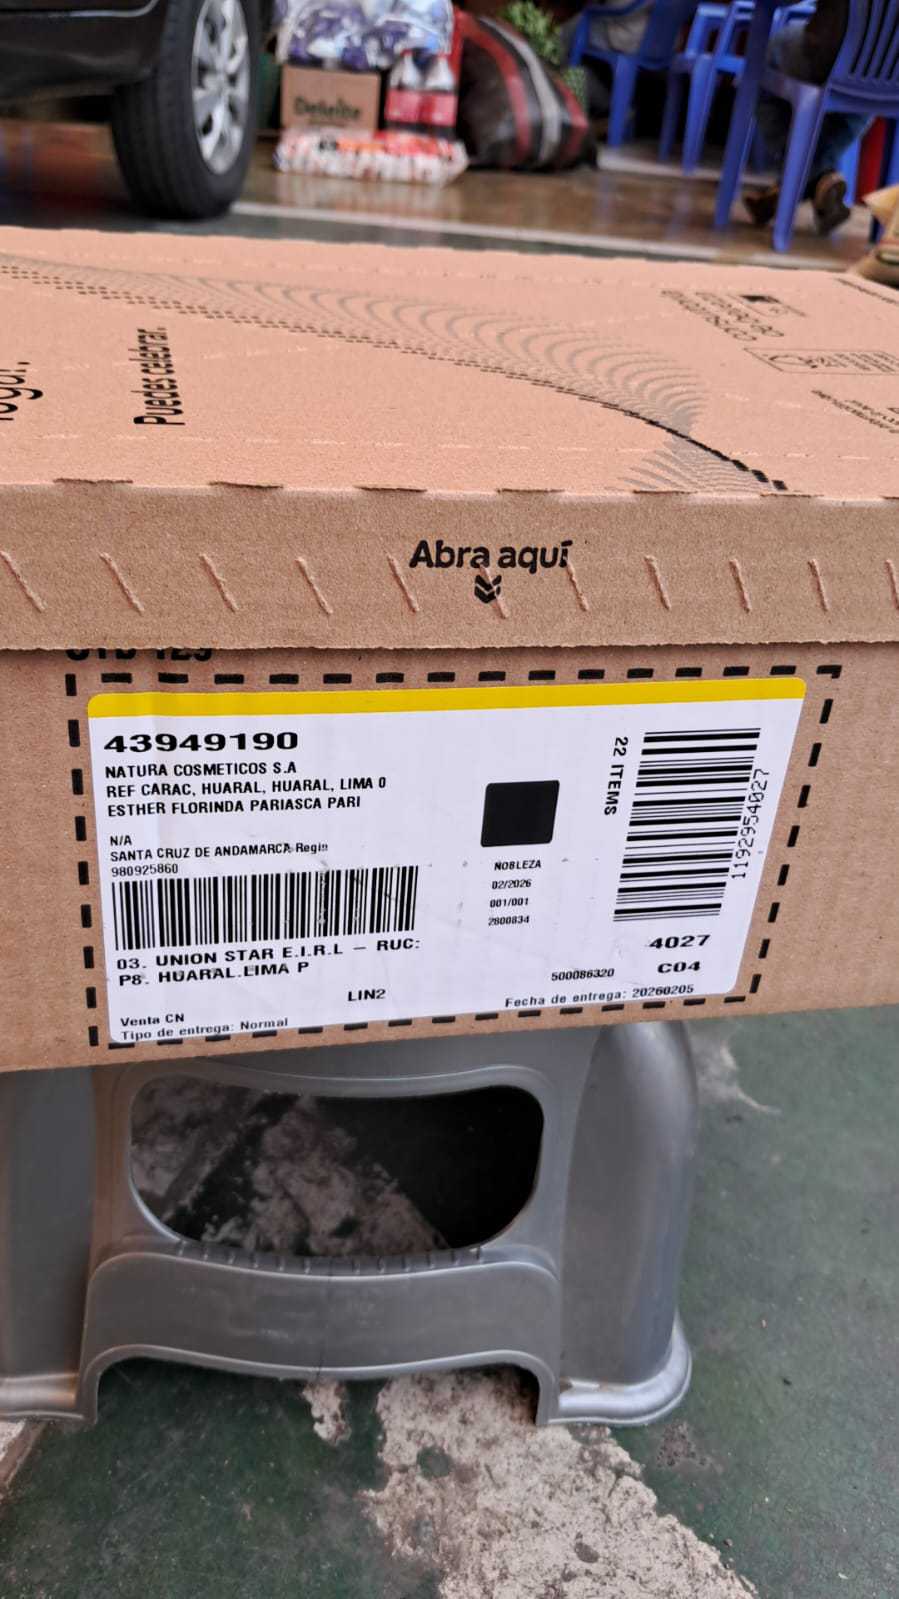 Puedes celebrar.
Abra aquí
43949190
NATURA COSMETICOS S.A
REF CARAC, HUARAL, HUARAL, LIMA 0
ESTHER FLORINDA PARIASCA PARI
N/A
SANTA CRUZ DE ANDAMARCA-Region
980925860
NOBLEZA
02/2026
001/001
2800834
22 ITEMS
1192954027
03. UNION STAR E.I.R.L – RUC:
P8. HUARAL.LIMA P
4027
C04
LIN2
500086320
Fecha de entrega: 20260205
Venta CN
Tipo de entrega: Normal